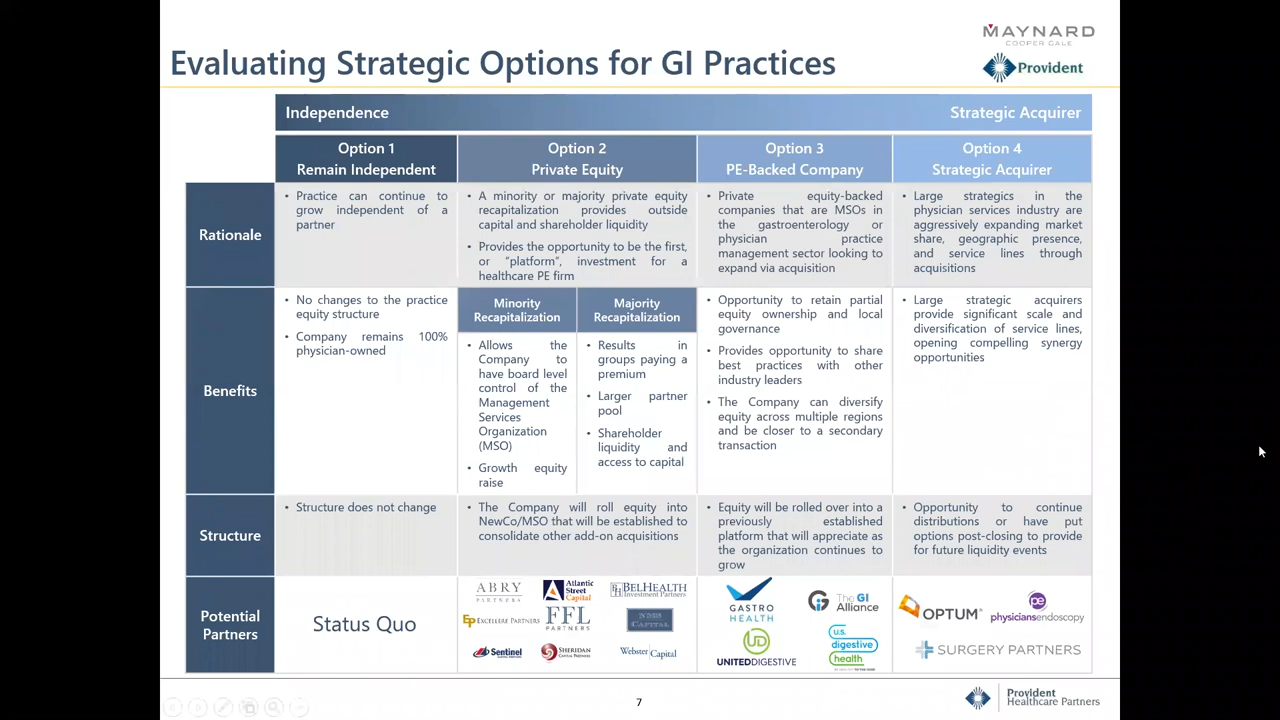 MAYNARD
COOPER GALE
Evaluating Strategic Options for GI Practices
Provident
Independence
Strategic Acquirer
Option 1
Remain Independent
Option 2
Private Equity
Option 3
PE-Backed Company
Option 4
Strategic Acquirer
Rationale
• Practice can continue to
grow independent of a
partner
• A minority or majority private equity
recapitalization provides outside
capital and shareholder liquidity
• Provides the opportunity to be the first,
or "platform", investment for a
healthcare PE firm
• Private equity-backed
companies that are MSOs in
the gastroenterology or
physician practice
management sector looking to
expand via acquisition
• Large strategics in the
physician services industry are
aggressively expanding market
share, geographic presence,
and service lines through
acquisitions
Benefits
• No changes to the practice
equity structure
• Company remains 100%
physician-owned
Minority
Recapitalization
• Allows the
Company to
have board level
control of the
Management
Services
Organization
(MSO)
• Growth equity
raise
Majority
Recapitalization
• Results in
groups paying a
premium
• Larger partner
pool
• Shareholder
liquidity and
access to capital
• Opportunity to retain partial
equity ownership and local
governance
• Provides opportunity to share
best practices with other
industry leaders
• The Company can diversify
equity across multiple regions
and be closer to a secondary
transaction
• Large strategic acquirers
provide significant scale and
diversification of service lines,
opening compelling synergy
opportunities
Structure
• Structure does not change
• The Company will roll equity into
NewCo/MSO that will be established to
consolidate other add-on acquisitions
• Equity will be rolled over into a
previously established
platform that will appreciate as
the organization continues to
grow
• Opportunity to continue
distributions or have put
options post-closing to provide
for future liquidity events
Potential
Partners
Status Quo
ABRY
PARTNERS
Atlantic
Street
Capital
BELHEALTH
Investment Partners
EP EXCELLERE PARTNERS
FFL
PARTNERS
NMS
CAPITAL
Sentinel
SHERIDAN
CAPITAL PARTNERS
Webster Capital
GASTRO
HEALTH
The GI
Alliance
UD
UNITED DIGESTIVE
u.s.
digestive
health
OPTUM®
pe
physicians endoscopy
SURGERY PARTNERS
7
Provident
Healthcare Partners